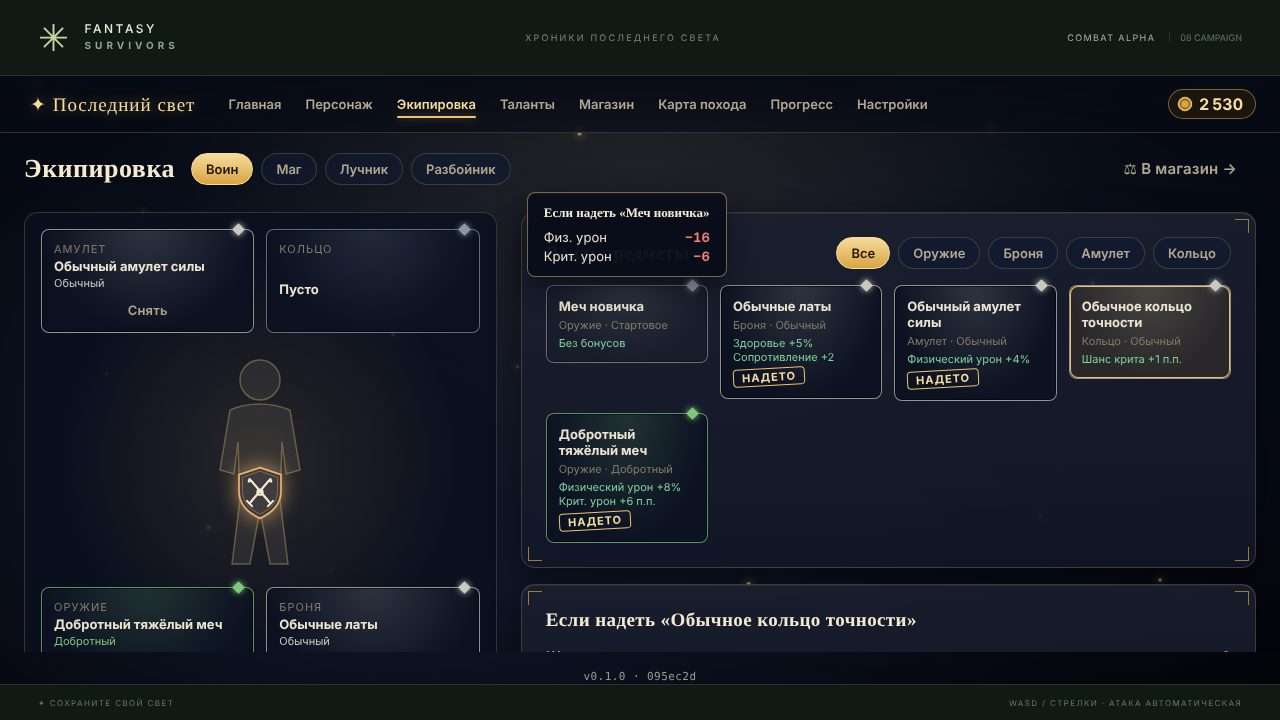 FANTASY
SURVIVORS
ХРОНИКИ ПОСЛЕДНЕГО СВЕТА
COMBAT ALPHA
08 CAMPAIGN
✦ Последний свет
Главная
Персонаж
Экипировка
Таланты
Магазин
Карта похода
Прогресс
Настройки
2 530
Экипировка
Воин
Маг
Лучник
Разбойник
⚖ В магазин →
АМУЛЕТ
Обычный амулет силы
Обычный
Снять
КОЛЬЦО
Пусто
ОРУЖИЕ
Добротный тяжёлый меч
Добротный
БРОНЯ
Обычные латы
Обычный
Если надеть «Меч новичка»
Физ. урон −16
Крит. урон −6
Все
Оружие
Броня
Амулет
Кольцо
Меч новичка
Оружие · Стартовое
Без бонусов
Обычные латы
Броня · Обычный
Здоровье +5%
Сопротивление +2
НАДЕТО
Обычный амулет
силы
Амулет · Обычный
Физический урон +4%
НАДЕТО
Обычное кольцо
точности
Кольцо · Обычный
Шанс крита +1 п.п.
Добротный
тяжёлый меч
Оружие · Добротный
Физический урон +8%
Крит. урон +6 п.п.
НАДЕТО
Если надеть «Обычное кольцо точности»
v0.1.0 · 095ec2d
✦ СОХРАНИТЕ СВОЙ СВЕТ
WASD / СТРЕЛКИ · АТАКА АВТОМАТИЧЕСКАЯ